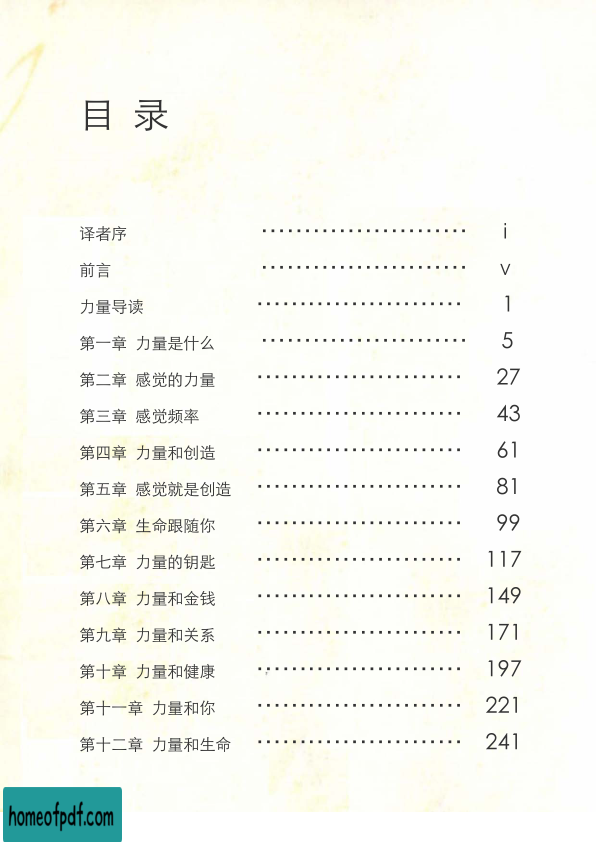 目 录
译者序 ························ i
前言 ························ v
力量导读 ························ 1
第一章 力量是什么 ························ 5
第二章 感觉的力量 ························ 27
第三章 感觉频率 ························ 43
第四章 力量和创造 ························ 61
第五章 感觉就是创造 ························ 81
第六章 生命跟随你 ························ 99
第七章 力量的钥匙 ························ 117
第八章 力量和金钱 ························ 149
第九章 力量和关系 ························ 171
第十章 力量和健康 ························ 197
第十一章 力量和你 ························ 221
第十二章 力量和生命 ························ 241
homeofpdf.com